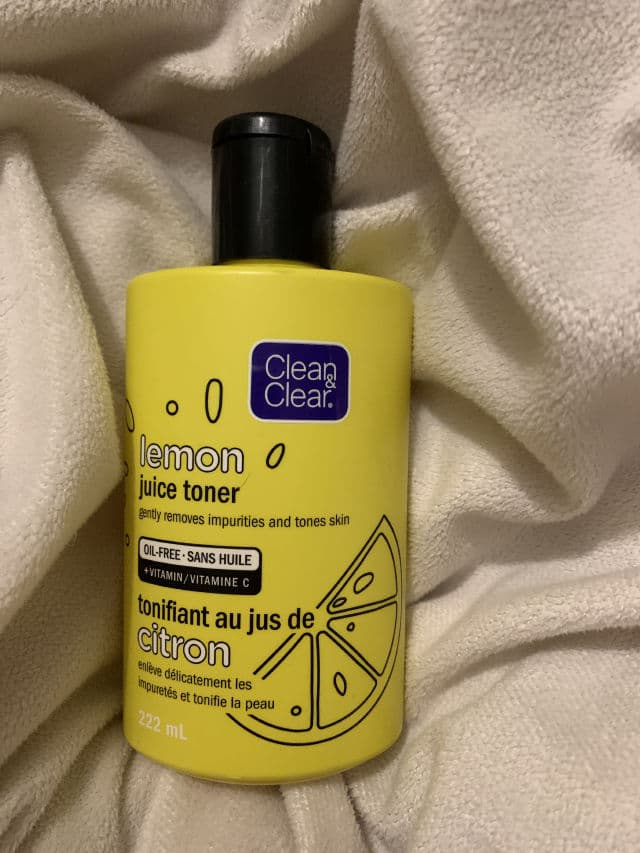 Clean
&
Clear®
lemon
juice toner
gently removes impurities and tones skin
OIL-FREE · SANS HUILE
+VITAMIN/VITAMINE C
tonifiant au jus de
citron
enlève délicatement les
impuretés et tonifie la peau
222 mL